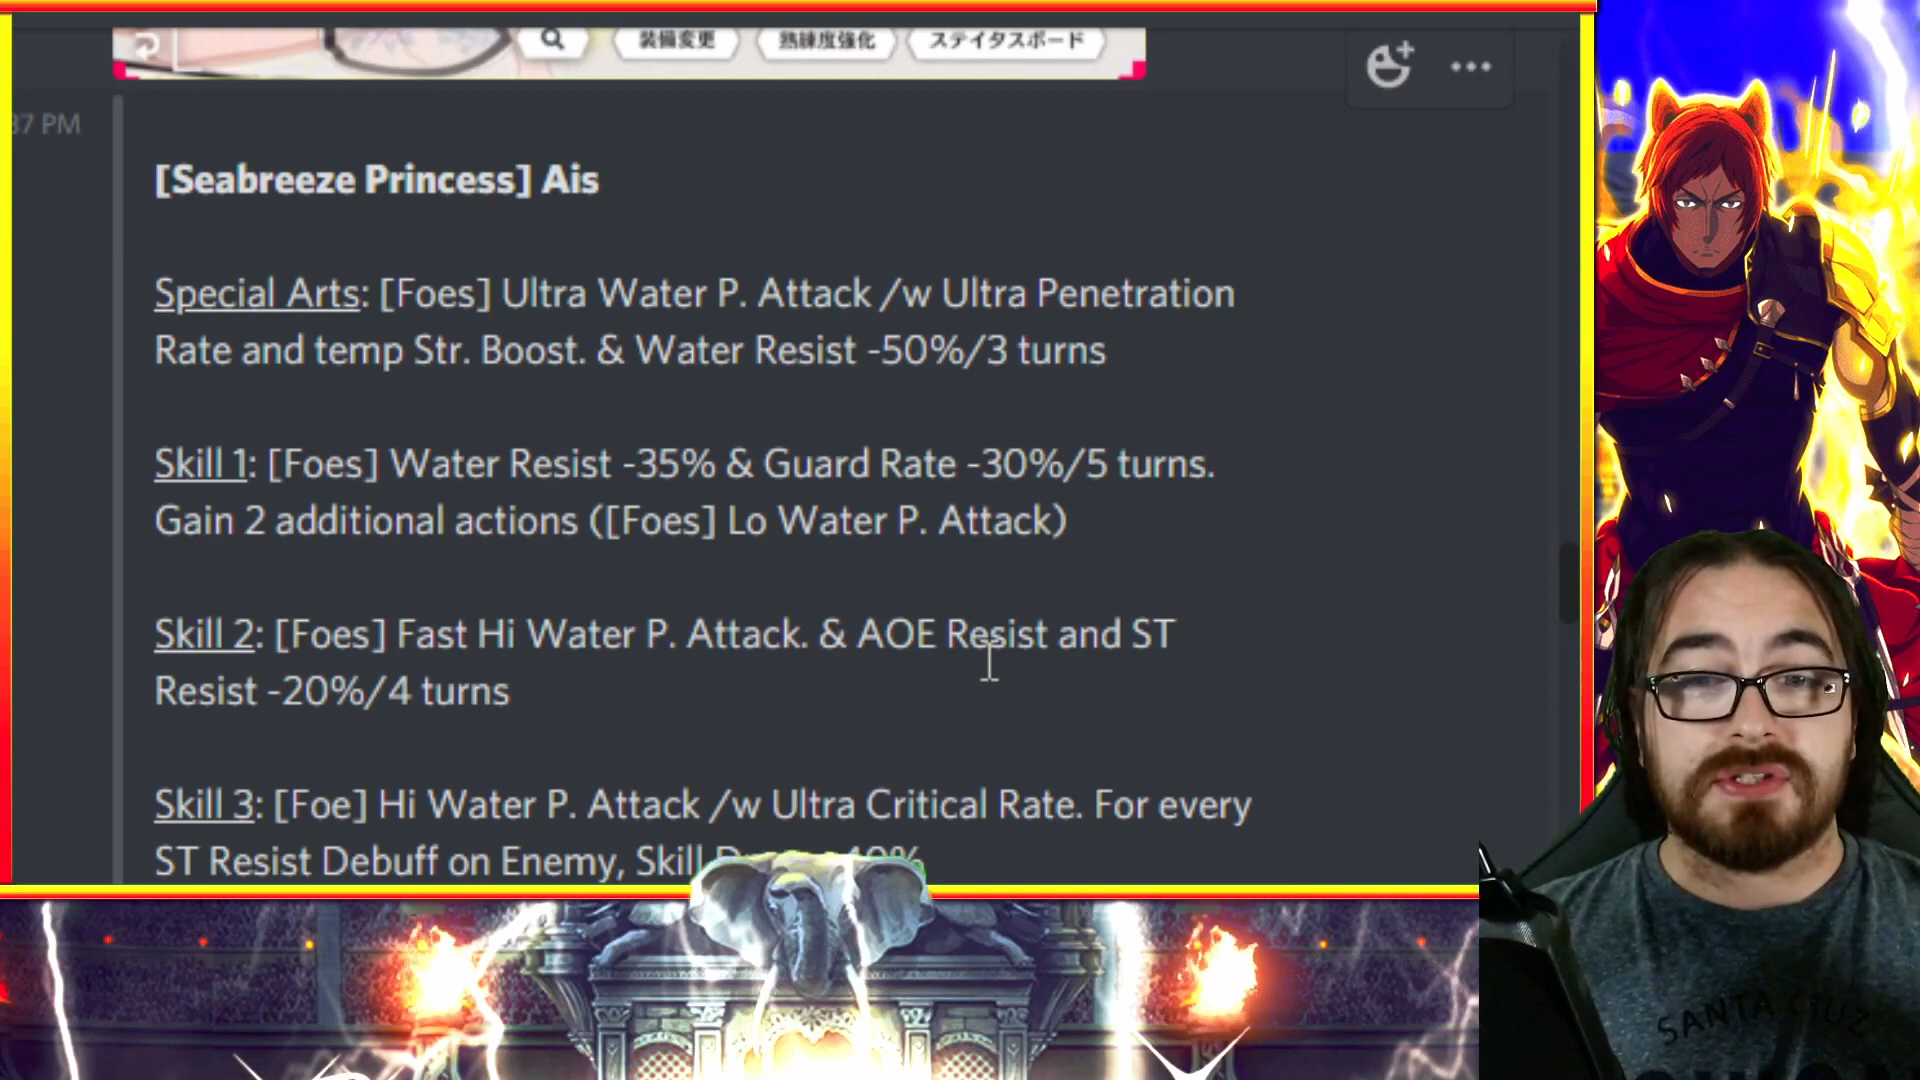 装備変更 熟練度強化 ステイタスボード
37 PM
[Seabreeze Princess] Ais
Special Arts: [Foes] Ultra Water P. Attack /w Ultra Penetration
Rate and temp Str. Boost. & Water Resist -50%/3 turns
Skill 1: [Foes] Water Resist -35% & Guard Rate -30%/5 turns.
Gain 2 additional actions ([Foes] Lo Water P. Attack)
Skill 2: [Foes] Fast Hi Water P. Attack. & AOE Resist and ST
Resist -20%/4 turns
Skill 3: [Foe] Hi Water P. Attack /w Ultra Critical Rate. For every
ST Resist Debuff on Enemy, Skill
SANTA CRUZ